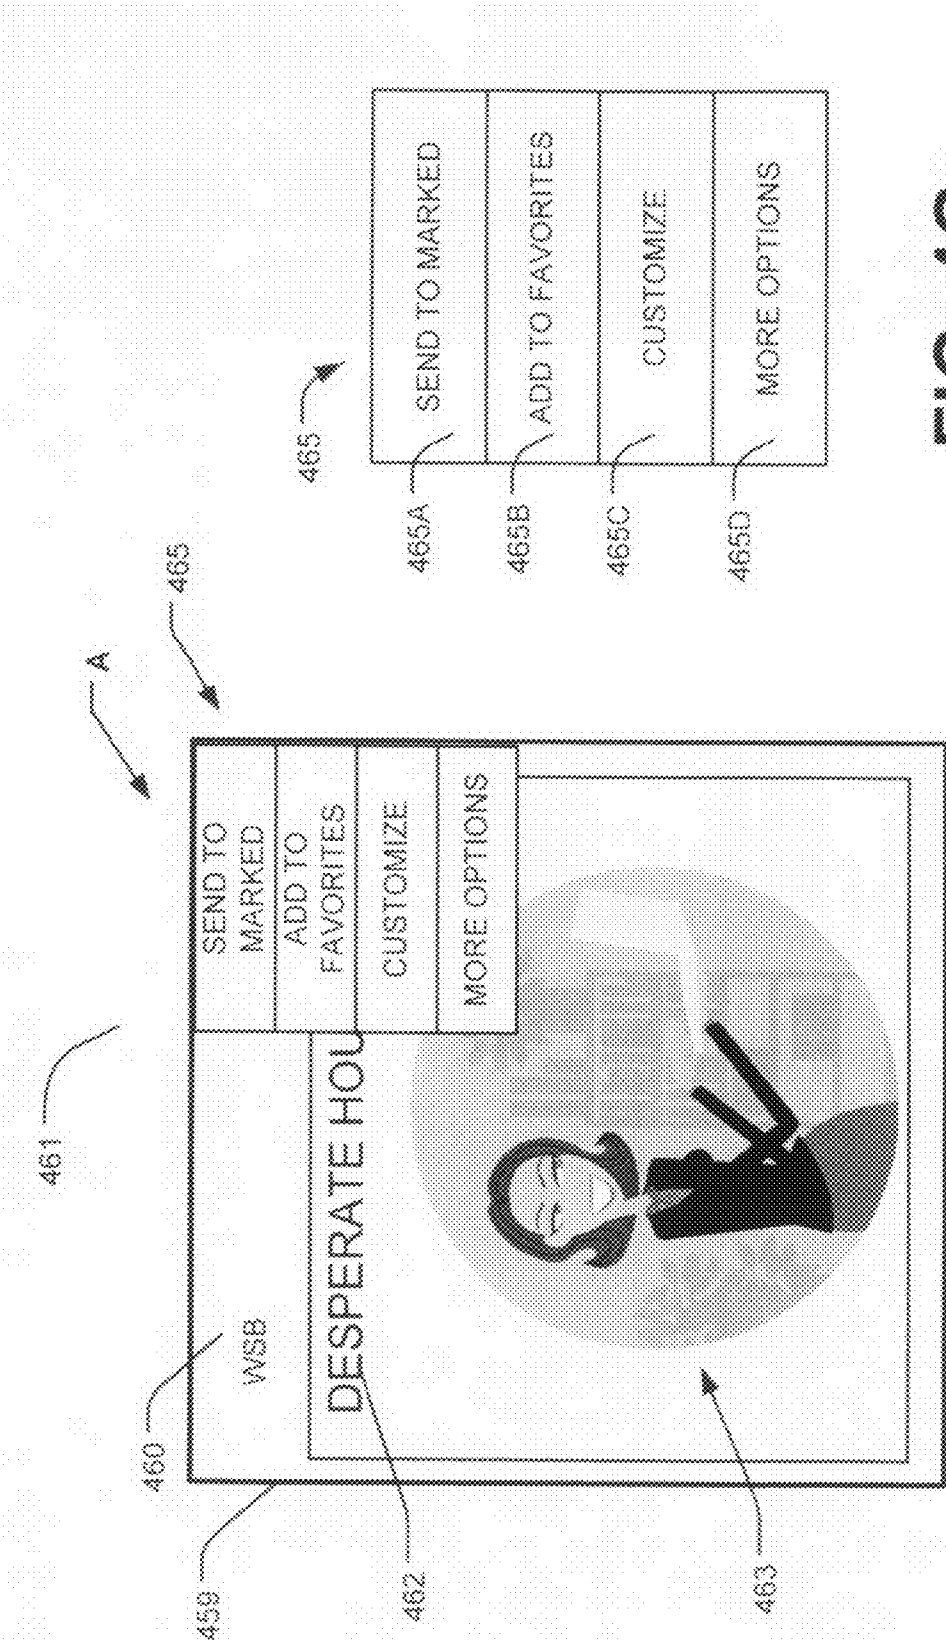 461
A
465
460
459
WSB
SEND TO
MARKED
ADD TO
FAVORITES
CUSTOMIZE
MORE OPTIONS
DESPERATE HOU
462
463
465
465A
SEND TO MARKED
465B
ADD TO FAVORITES
465C
CUSTOMIZE
465D
MORE OPTIONS